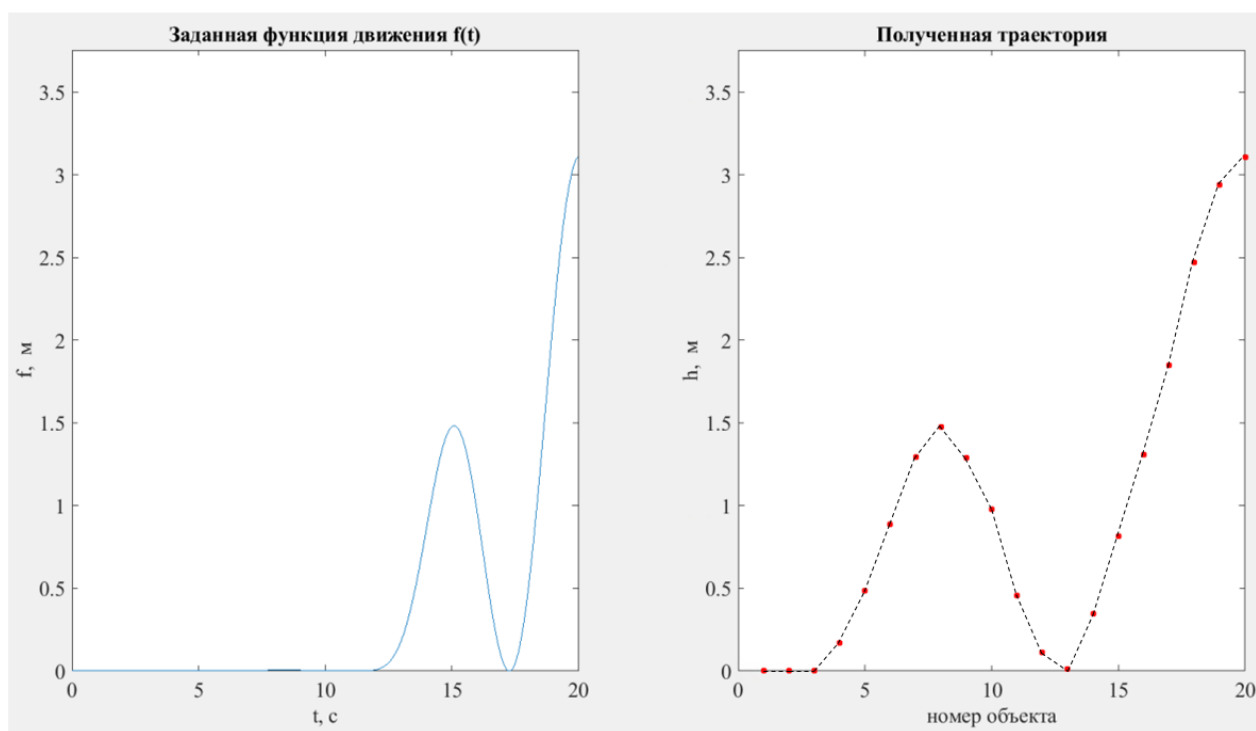 Заданная функция движения f(t)
3.5
3
2.5
2
1.5
1
0.5
0
f, м
0 5 10 15 20
t, с
Полученная траектория
3.5
3
2.5
2
1.5
1
0.5
0
h, м
0 5 10 15 20
номер объекта